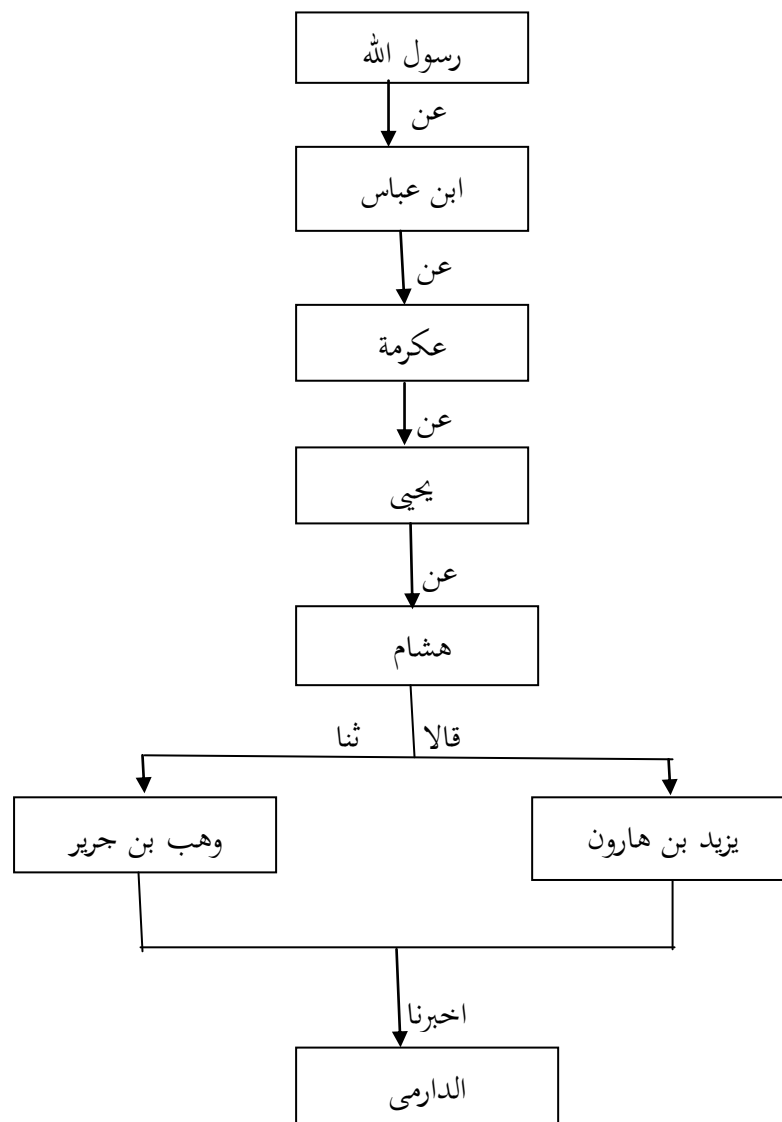 رسول الله
عن
ابن عباس
عن
عكرمة
عن
يحيى
عن
هشام
قالا ثنا
يزيد بن هارون
وهب بن جرير
اخبرنا
الدارمى